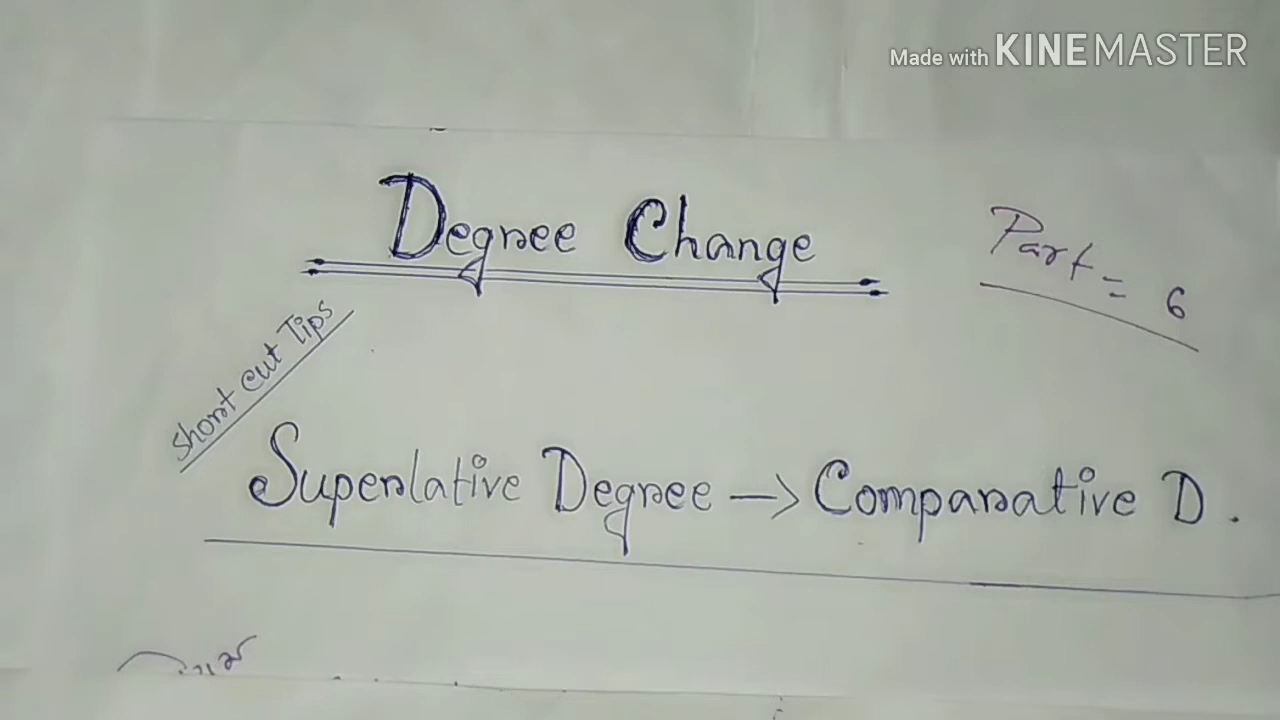 Made with KINEMASTER
Degree Change
Part = 6
Short cut Tips
Superlative Degree → Comparative D.